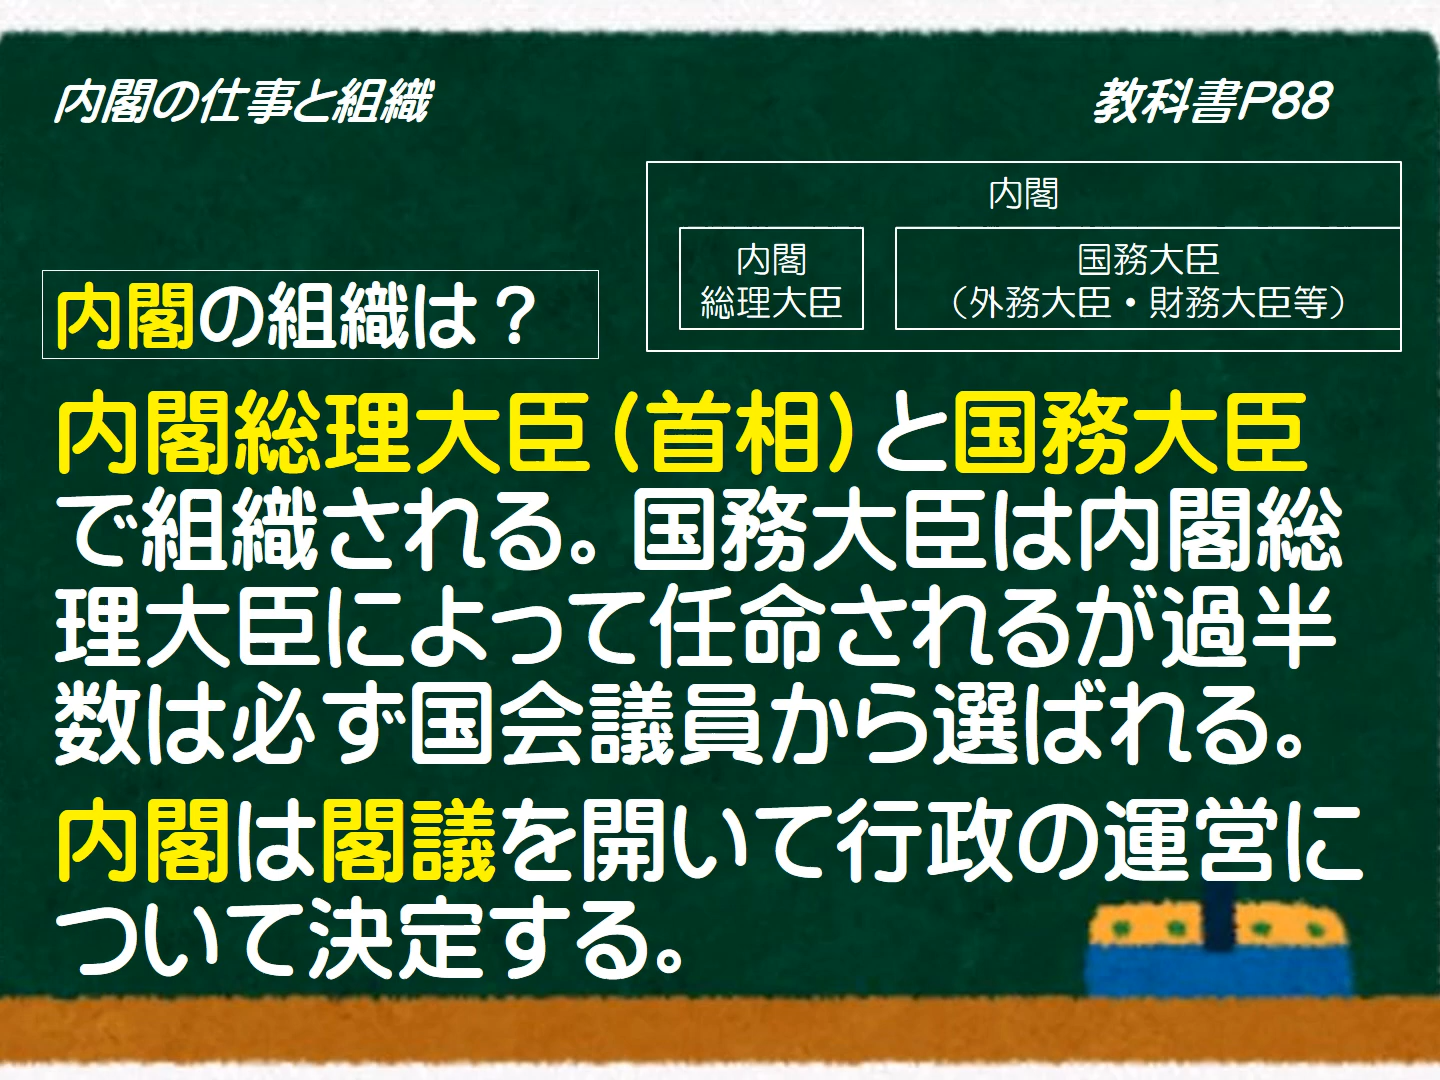 内閣の仕事と組織
教科書P88
内閣
内閣
総理大臣
国務大臣
（外務大臣・財務大臣等）
内閣の組織は？
内閣総理大臣（首相）と国務大臣
で組織される。国務大臣は内閣総
理大臣によって任命されるが過半
数は必ず国会議員から選ばれる。
内閣は閣議を開いて行政の運営に
ついて決定する。